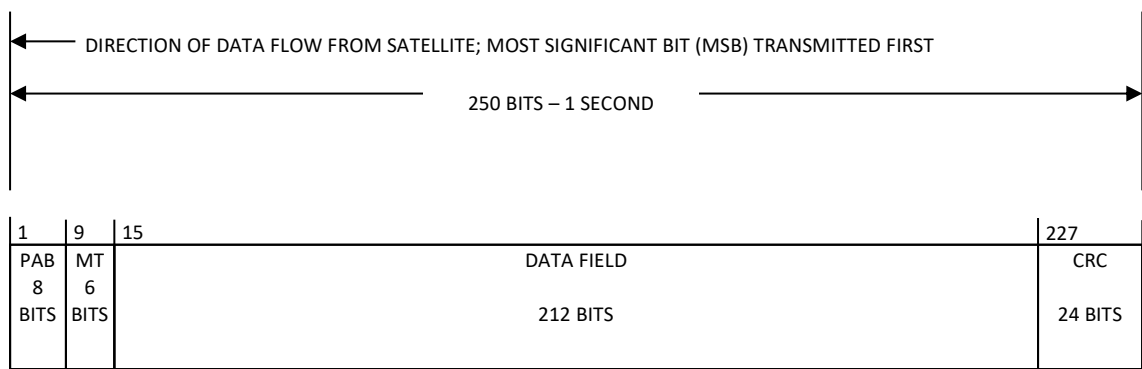 DIRECTION OF DATA FLOW FROM SATELLITE; MOST SIGNIFICANT BIT (MSB) TRANSMITTED FIRST
250 BITS – 1 SECOND
1 9 15 227
PAB MT DATA FIELD CRC
8 6
BITS BITS 212 BITS 24 BITS